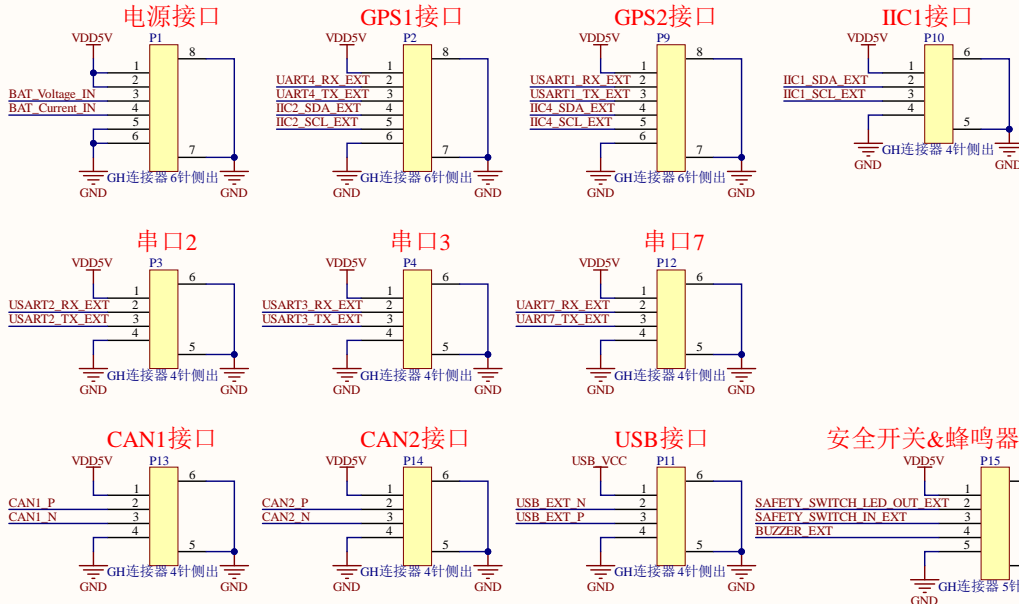 电源接口
VDD5V
P1
8
1
2
BAT_Voltage_IN
3
BAT_Current_IN
4
5
6
7
GH连接器 6针侧出
GND
GND
GPS1接口
VDD5V
P2
8
1
UART4_RX_EXT
2
UART4_TX_EXT
3
IIC2_SDA_EXT
4
IIC2_SCL_EXT
5
6
7
GH连接器 6针侧出
GND
GND
GPS2接口
VDD5V
P9
8
1
USART1_RX_EXT
2
USART1_TX_EXT
3
IIC4_SDA_EXT
4
IIC4_SCL_EXT
5
6
7
GH连接器 6针侧出
GND
GND
IIC1接口
VDD5V
P10
6
1
IIC1_SDA_EXT
2
IIC1_SCL_EXT
3
4
5
GH连接器 4针侧出
GND
GND
串口2
VDD5V
P3
6
1
USART2_RX_EXT
2
USART2_TX_EXT
3
4
5
GH连接器 4针侧出
GND
GND
串口3
VDD5V
P4
6
1
USART3_RX_EXT
2
USART3_TX_EXT
3
4
5
GH连接器 4针侧出
GND
GND
串口7
VDD5V
P12
6
1
UART7_RX_EXT
2
UART7_TX_EXT
3
4
5
GH连接器 4针侧出
GND
GND
CAN1接口
VDD5V
P13
6
1
CAN1_P
2
CAN1_N
3
4
5
GH连接器 4针侧出
GND
GND
CAN2接口
VDD5V
P14
6
1
CAN2_P
2
CAN2_N
3
4
5
GH连接器 4针侧出
GND
GND
USB接口
USB_VCC
P11
6
1
USB_EXT_N
2
USB_EXT_P
3
4
5
GH连接器 4针侧出
GND
GND
安全开关&蜂鸣器
VDD5V
P15
1
SAFETY_SWITCH_LED_OUT_EXT
2
SAFETY_SWITCH_IN_EXT
3
BUZZER_EXT
4
5
GH连接器 5针
GND